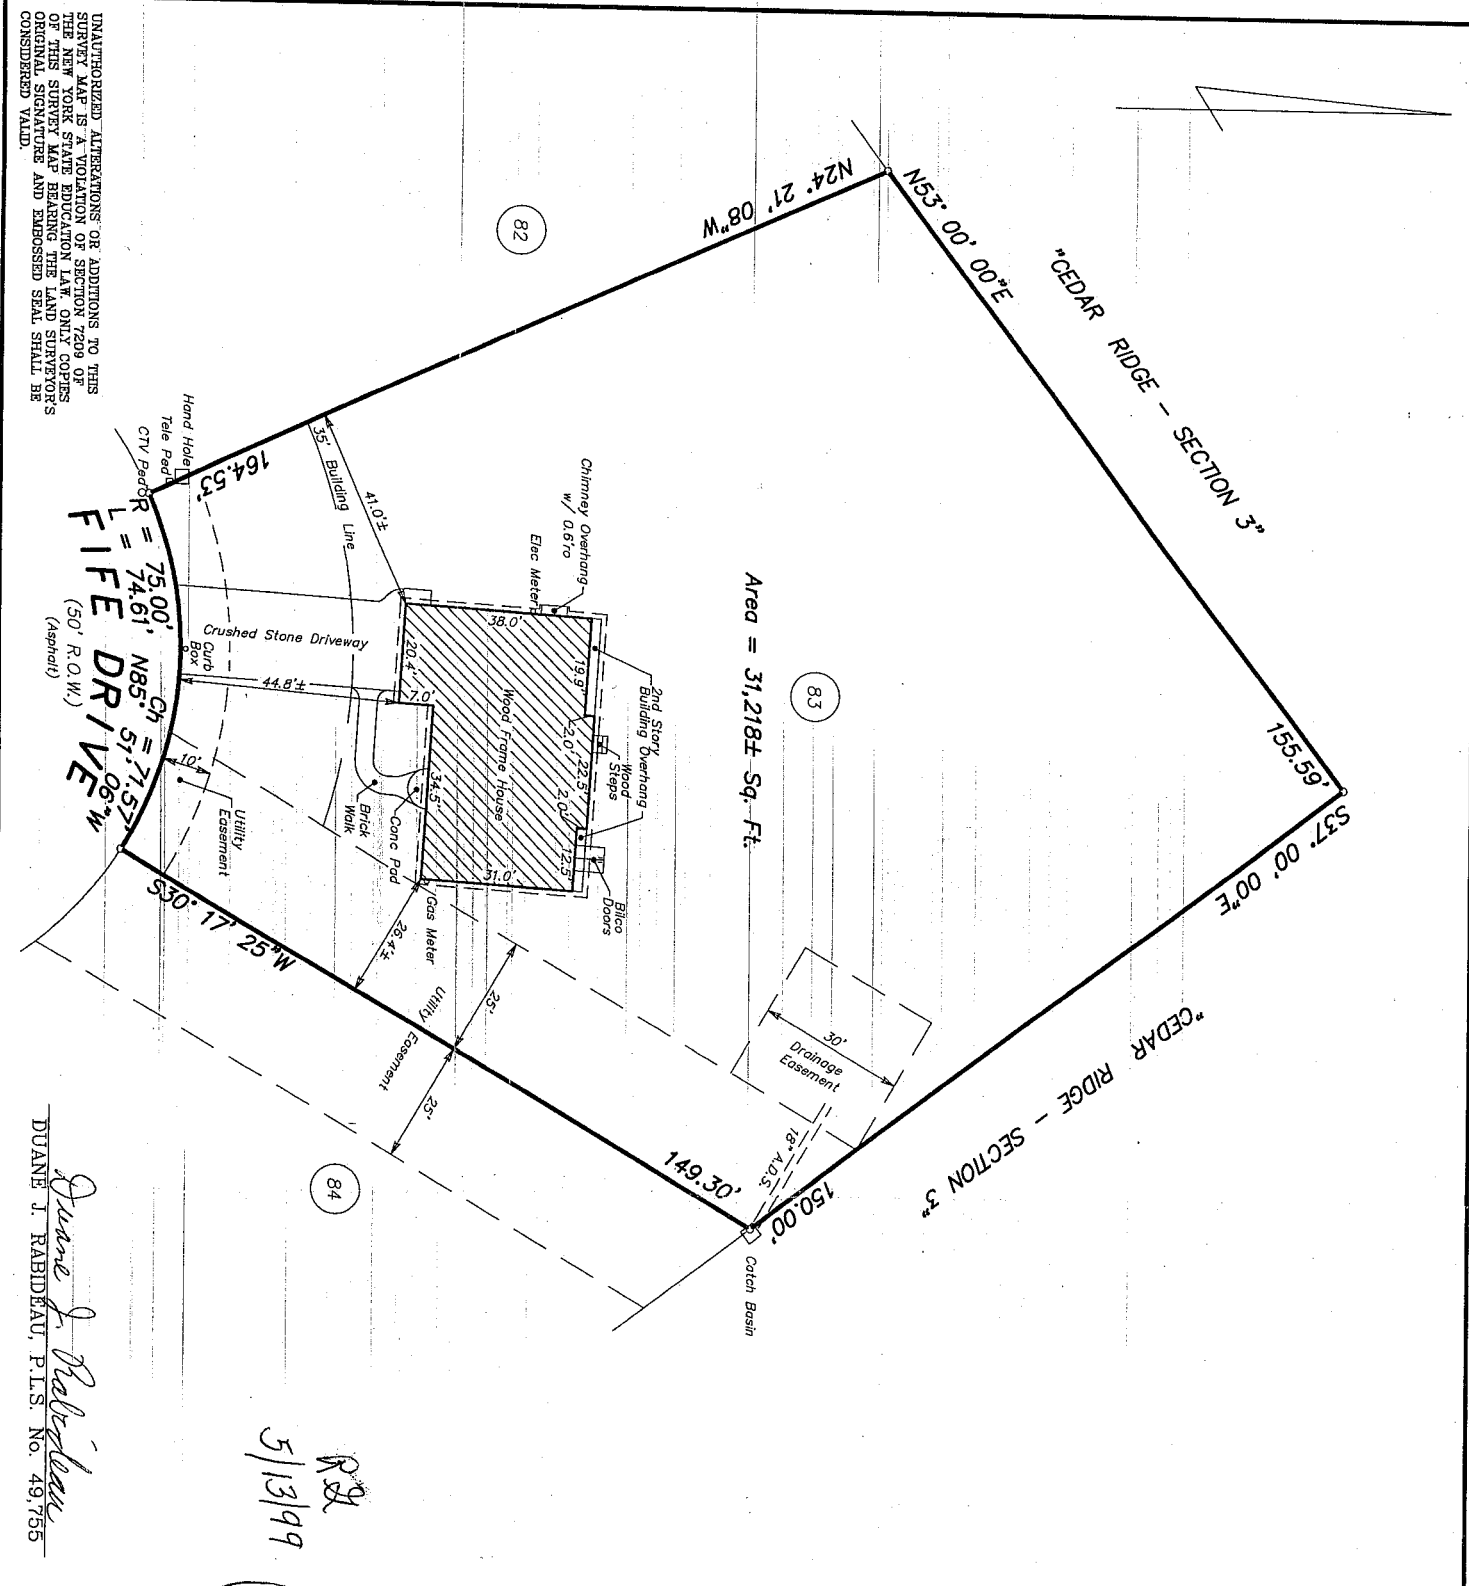 UNAUTHORIZED ALTERATIONS OR ADDITIONS TO THIS
SURVEY MAP IS A VIOLATION OF SECTION 7209 OF
THE NEW YORK STATE EDUCATION LAW. ONLY COPIES
OF THIS SURVEY MAP BEARING THE LAND SURVEYOR'S
ORIGINAL SIGNATURE AND EMBOSSED SEAL SHALL BE
CONSIDERED VALID.
N53° 00' 00"E
155.59'
"CEDAR RIDGE - SECTION 3"
S37° 00' 00"E
150.00'
"CEDAR RIDGE - SECTION 3"
N24° 21' 08"W
164.53'
82
83
Area = 31,218± Sq. Ft.
30'
Drainage
Easement
18" A.D.S.
Catch Basin
149.30'
S30° 17' 25"W
2nd Story
Building Overhang
Wood
Steps
Bilco
Doors
Chimney Overhang
w/ 0.6'ro
Elec Meter
38.0'
19.9'
2.0'
22.5'
2.0'
12.5'
31.0'
34.5'
7.0'
20.4'
Wood Frame House
41.0'±
35' Building Line
Gas Meter
Conc Pad
Brick
Walk
26.4'±
Utility Easement
25'
25'
84
44.8'±
Crushed Stone Driveway
Curb
Box
10'
Utility
Easement
Hand Hole
Tele Ped
CTV Ped
R = 75.00' Ch = 71.57'
L = 74.61' N85° 51' 06"W
FIFE DRIVE
(50' R.O.W.)
(Asphalt)
5/13/99
Duane J. Rabideau
DUANE J. RABIDEAU, P.L.S. No. 49,755